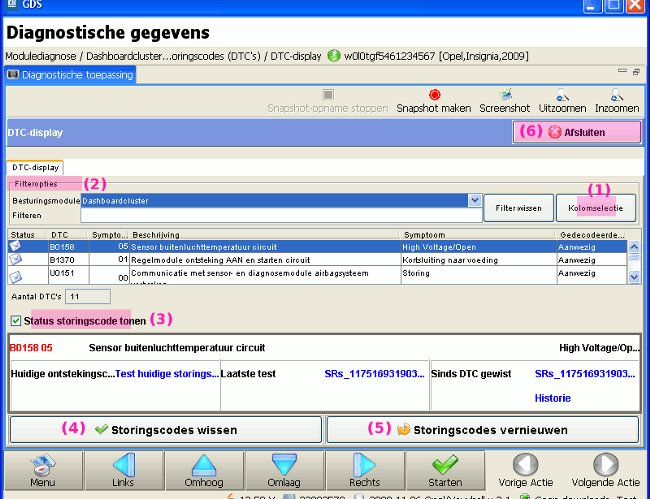 GDS
Diagnostische gegevens
Modulediagnose / Dashboardcluster...oringscodes (DTC's) / DTC-display w0l0tgf5461234567 [Opel,Insignia,2009]
Diagnostische toepassing
Snapshot-opname stoppen Snapshot maken Screenshot Uitzoomen Inzoomen
DTC-display (6) Afsluiten
DTC-display
Filteropties (2) (1)
Besturingsmodule Dashboardcluster Filter wissen Kolomselectie
Filteren
Status DTC Sympto... Beschrijving Symptoom Gedecodeerde...
B0158 05 Sensor buitenluchttemperatuur circuit High Voltage/Open Aanwezig
B1370 01 Regelmodule ontsteking AAN en starten circuit Kortsluiting naar voeding Aanwezig
U0151 00 Communicatie met sensor- en diagnosemodule airbagsysteem Storing Aanwezig
verbroken
Aantal DTC's 11
Status storingscode tonen (3)
B0158 05 Sensor buitenluchttemperatuur circuit High Voltage/Op...
Huidige ontstekingsc... Test huidige storings... Laatste test SRs_117516931903... Sinds DTC gewist SRs_117516931903...
Historie
(4) Storingscodes wissen (5) Storingscodes vernieuwen
Menu Links Omhoog Omlaag Rechts Starten Vorige Actie Volgende Actie